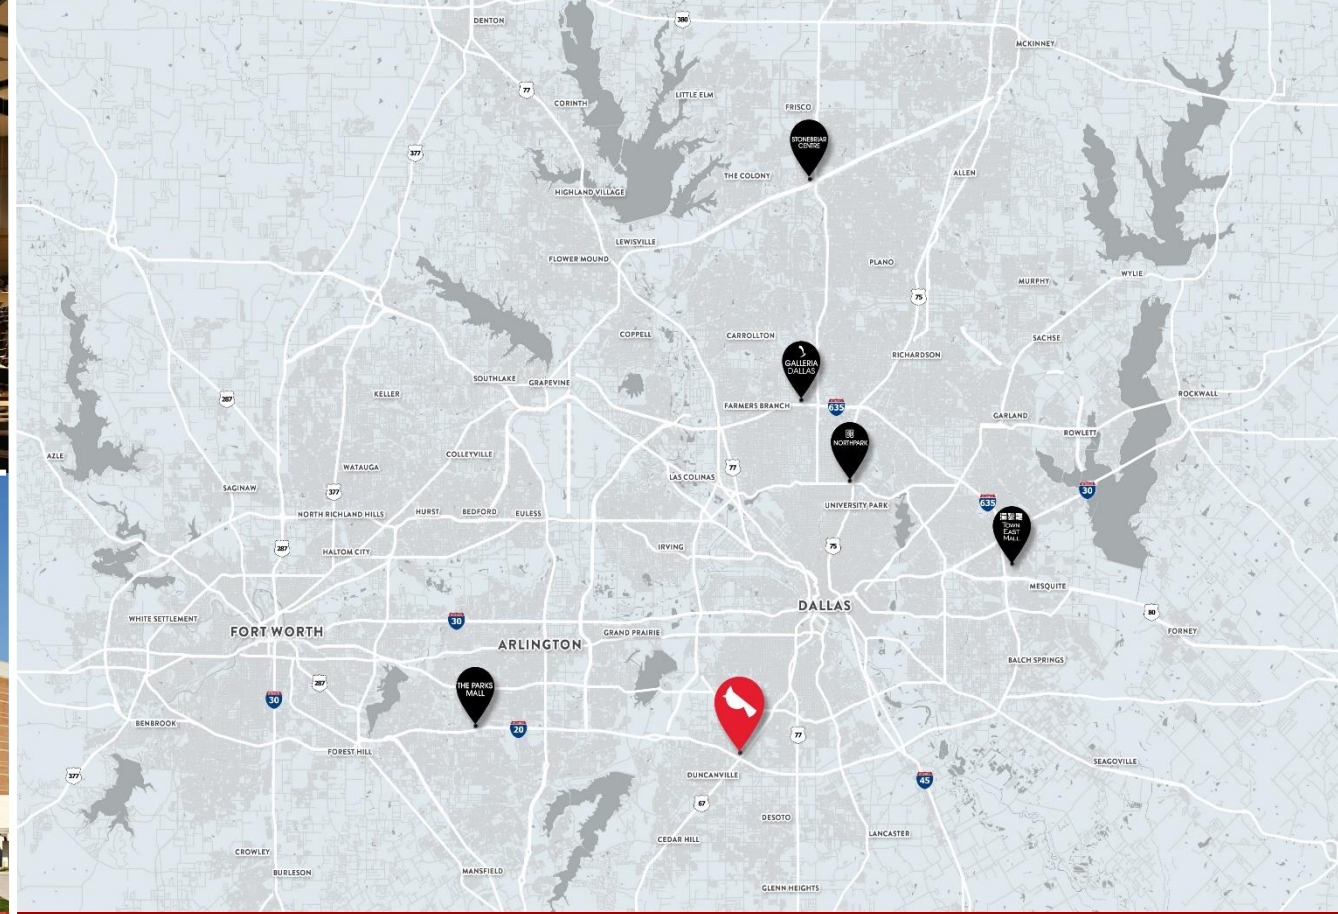 DENTON
380
MCKINNEY
77
CORINTH
LITTLE ELM
FRISCO
STONEBRIAR
CENTRE
377
THE COLONY
ALLEN
HIGHLAND VILLAGE
LEWISVILLE
FLOWER MOUND
PLANO
MURPHY
WYLIE
75
COPPELL
CARROLLTON
SACHSE
RICHARDSON
GALLERIA
DALLAS
SOUTHLAKE
GRAPEVINE
KELLER
287
FARMERS BRANCH
635
ROCKWALL
GARLAND
ROWLETT
NORTHPARK
COLLEYVILLE
AZLE
WATAUGA
77
LAS COLINAS
SAGINAW
377
30
635
UNIVERSITY PARK
NORTH RICHLAND HILLS
HURST
BEDFORD
EULESS
TOWN
EAST
MALL
287
HALTOM CITY
IRVING
75
MESQUITE
DALLAS
80
WHITE SETTLEMENT
30
FORT WORTH
GRAND PRAIRIE
FORNEY
ARLINGTON
BALCH SPRINGS
287
THE PARKS
MALL
30
BENBROOK
20
77
FOREST HILL
SEAGOVILLE
377
DUNCANVILLE
45
67
DESOTO
CEDAR HILL
LANCASTER
CROWLEY
BURLESON
MANSFIELD
GLENN HEIGHTS